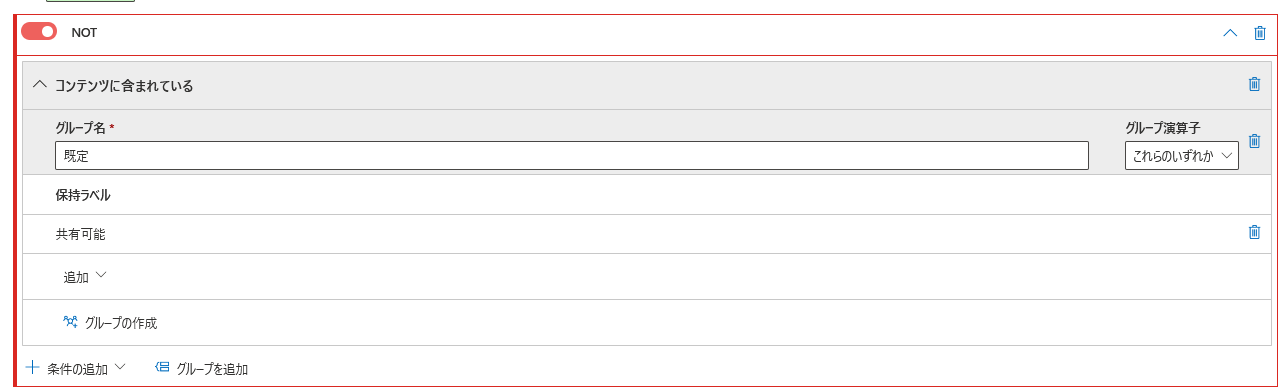 NOT
コンテンツに含まれている
グループ名 *
グループ演算子
既定
これらのいずれか
保持ラベル
共有可能
追加
グループの作成
条件の追加
グループを追加